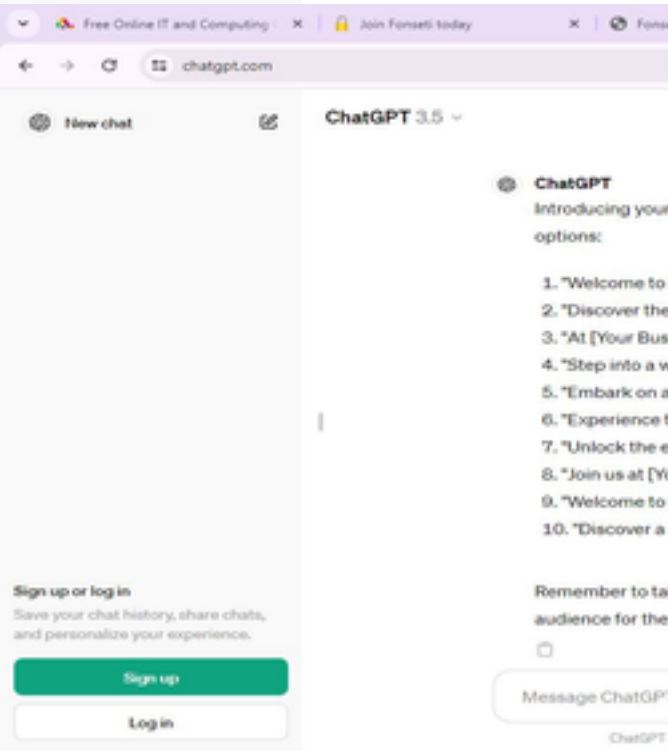 Free Online IT and Computing
Join Fonseti today
Fonse
chatgpt.com
New chat
ChatGPT 3.5
ChatGPT
Introducing your
options:
1. "Welcome to
2. "Discover the
3. "At [Your Bus
4. "Step into a w
5. "Embark on a
6. "Experience t
7. "Unlock the e
8. "Join us at [Yo
9. "Welcome to
10. "Discover a
Remember to tai
audience for the
Sign up or log in
Save your chat history, share chats,
and personalize your experience.
Sign up
Log in
Message ChatGPT
ChatGPT